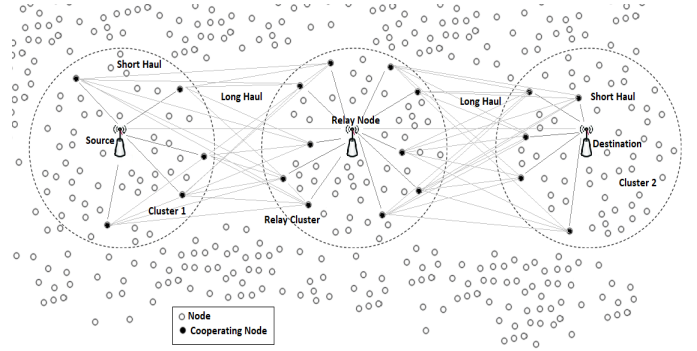 Short Haul
Long Haul
Source
Cluster 1
Relay Node
Relay Cluster
Long Haul
Short Haul
Destination
Cluster 2
Node
Cooperating Node